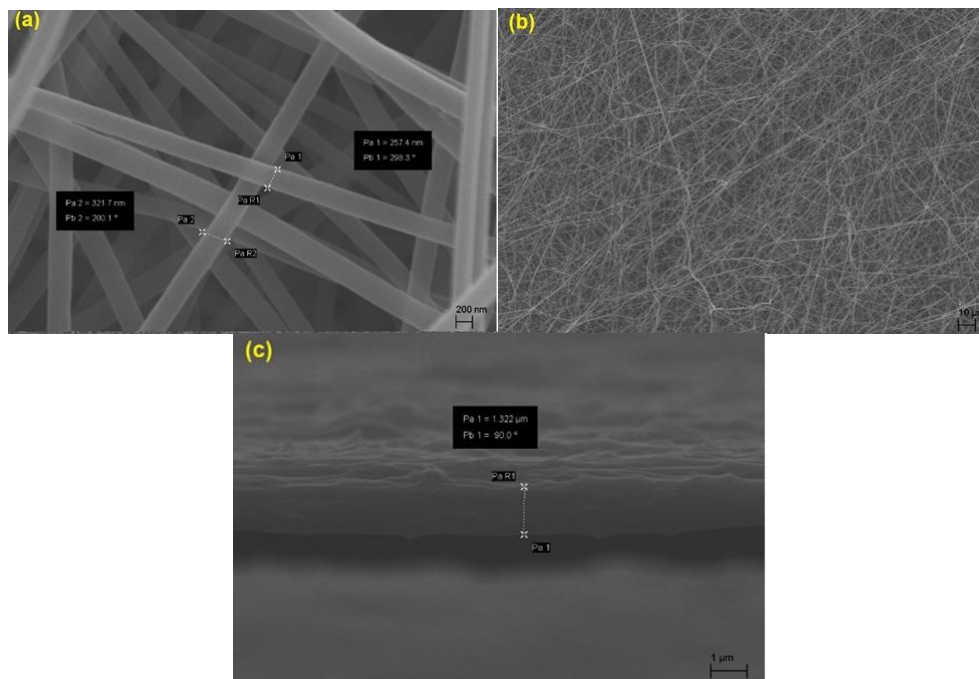 (a)
Pa 1 = 257.4 nm
Pb 1 = 298.3 °
Pa 1
Pa R1
Pa 2 = 321.7 nm
Pb 2 = 200.1 °
Pa 2
Pa R2
200 nm
(b)
10 µ
(c)
Pa 1 = 1.322 µm
Pb 1 = 90.0 °
Pa R1
Pa 1
1 µm